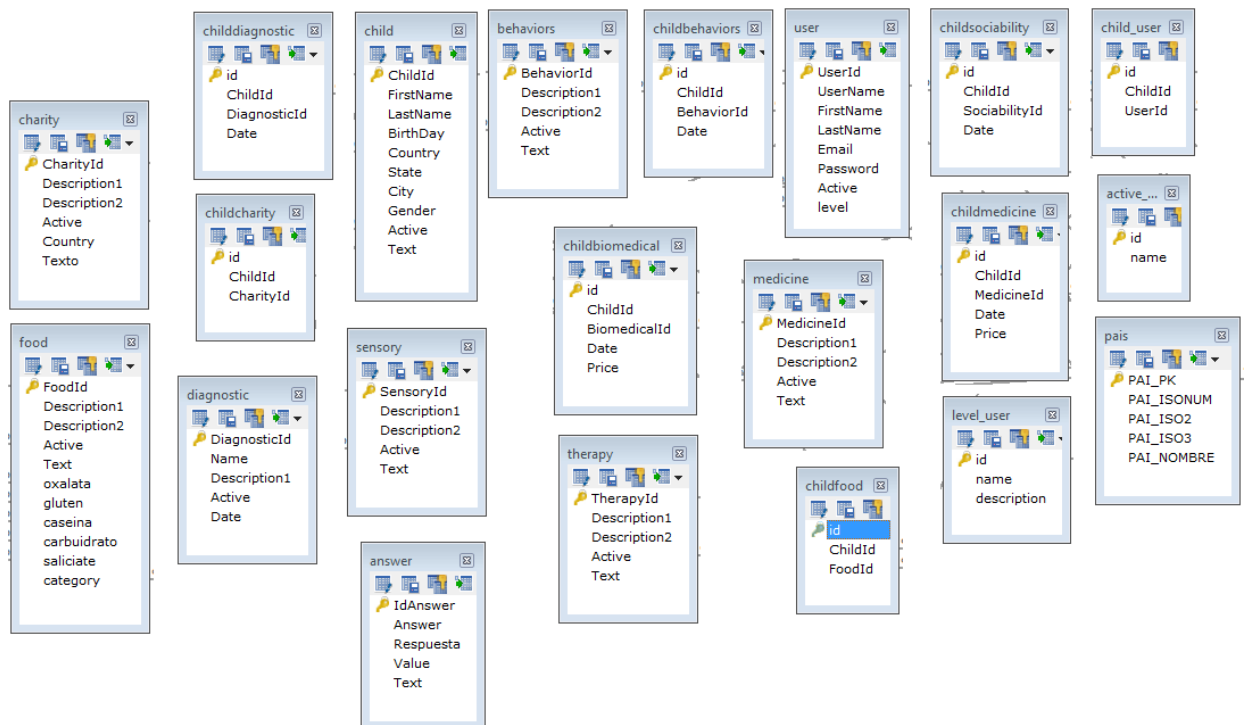 childdiagnostic
id
ChildId
DiagnosticId
Date
child
ChildId
FirstName
LastName
BirthDay
Country
State
City
Gender
Active
Text
behaviors
BehaviorId
Description1
Description2
Active
Text
childbehaviors
id
ChildId
BehaviorId
Date
user
UserId
UserName
FirstName
LastName
Email
Password
Active
level
childsociability
id
ChildId
SociabilityId
Date
child_user
id
ChildId
UserId
charity
CharityId
Description1
Description2
Active
Country
Texto
childcharity
id
ChildId
CharityId
childbiomedical
id
ChildId
BiomedicalId
Date
Price
medicine
MedicineId
Description1
Description2
Active
Text
childmedicine
id
ChildId
MedicineId
Date
Price
active_...
id
name
food
FoodId
Description1
Description2
Active
Text
oxalata
gluten
caseina
carbuidrato
saliciate
category
diagnostic
DiagnosticId
Name
Description1
Active
Date
sensory
SensoryId
Description1
Description2
Active
Text
therapy
TherapyId
Description1
Description2
Active
Text
childfood
id
ChildId
FoodId
level_user
id
name
description
pais
PAI_PK
PAI_ISONUM
PAI_ISO2
PAI_ISO3
PAI_NOMBRE
answer
IdAnswer
Answer
Respuesta
Value
Text